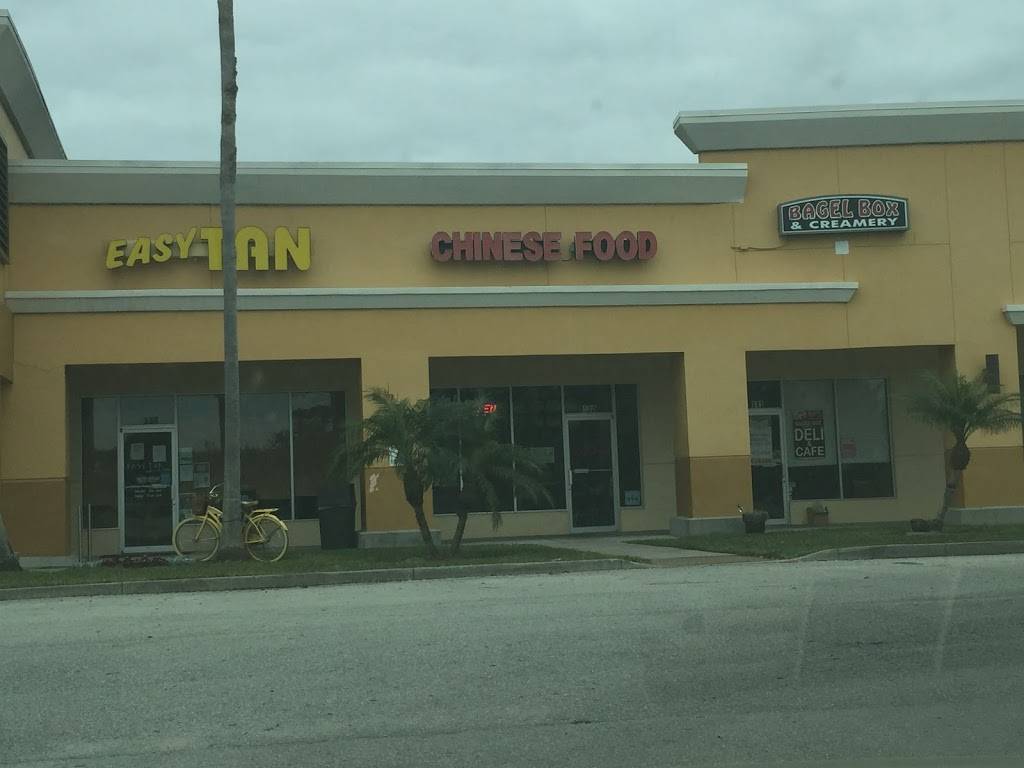 EASY TAN
CHINESE FOOD
BAGEL BOX
& CREAMERY
DELI
&
CAFE